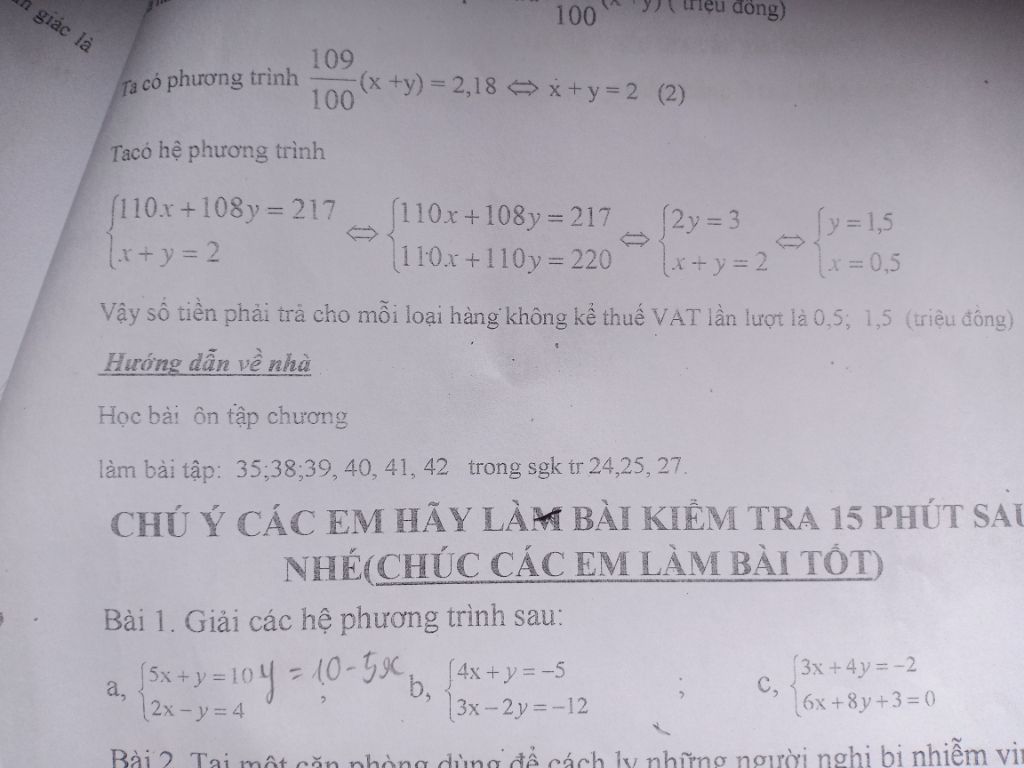 giác là
100 (x + y) ( triệu đồng)
Ta có phương trình 109/100 (x +y) = 2,18 ⇔ x + y = 2 (2)
Tacó hệ phương trình
{110x + 108y = 217 ⇔ {110x + 108y = 217 ⇔ {2y = 3 ⇔ {y = 1,5
x + y = 2 110x + 110y = 220 x + y = 2 x = 0,5
Vậy số tiền phải trả cho mỗi loại hàng không kể thuế VAT lần lượt là 0,5; 1,5 (triệu đồng)
Hướng dẫn về nhà
Học bài ôn tập chương
làm bài tập: 35;38;39, 40, 41, 42 trong sgk tr 24,25, 27.
CHÚ Ý CÁC EM HÃY LÀM BÀI KIỂM TRA 15 PHÚT SAU
NHÉ(CHÚC CÁC EM LÀM BÀI TỐT)
Bài 1. Giải các hệ phương trình sau:
a, {5x + y = 10 y = 10 - 5x ; b, {4x + y = -5 ; c, {3x + 4y = -2
2x - y = 4 3x - 2y = -12 6x + 8y + 3 = 0
Bài 2. Tại một căn phòng dùng để cách ly những người nghi bị nhiễm